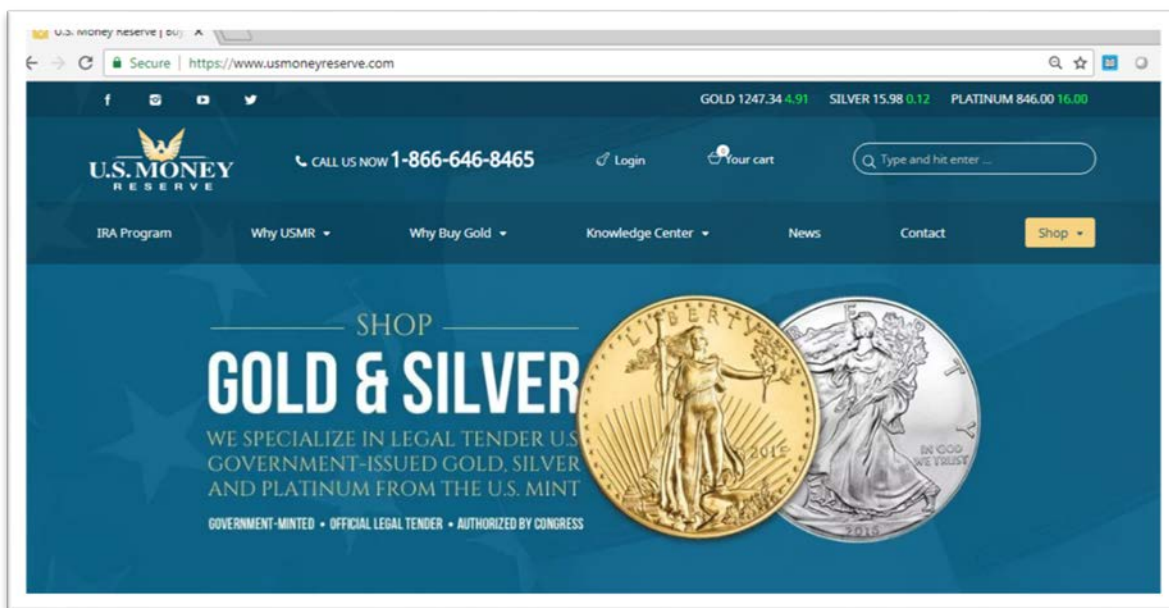 U.S. Money Reserve | Buy
Secure | https://www.usmoneyreserve.com
GOLD 1247.34 4.91 SILVER 15.98 0.12 PLATINUM 846.00 16.00
U.S. MONEY
RESERVE
CALL US NOW 1-866-646-8465
Login
0
Your cart
Type and hit enter ...
IRA Program Why USMR Why Buy Gold Knowledge Center News Contact Shop
SHOP
GOLD & SILVER
WE SPECIALIZE IN LEGAL TENDER U.S
GOVERNMENT-ISSUED GOLD, SILVER
AND PLATINUM FROM THE U.S. MINT
GOVERNMENT-MINTED • OFFICIAL LEGAL TENDER • AUTHORIZED BY CONGRESS
LIBERTY
2015
E T Y
IN GOD
WE TRUST
2016